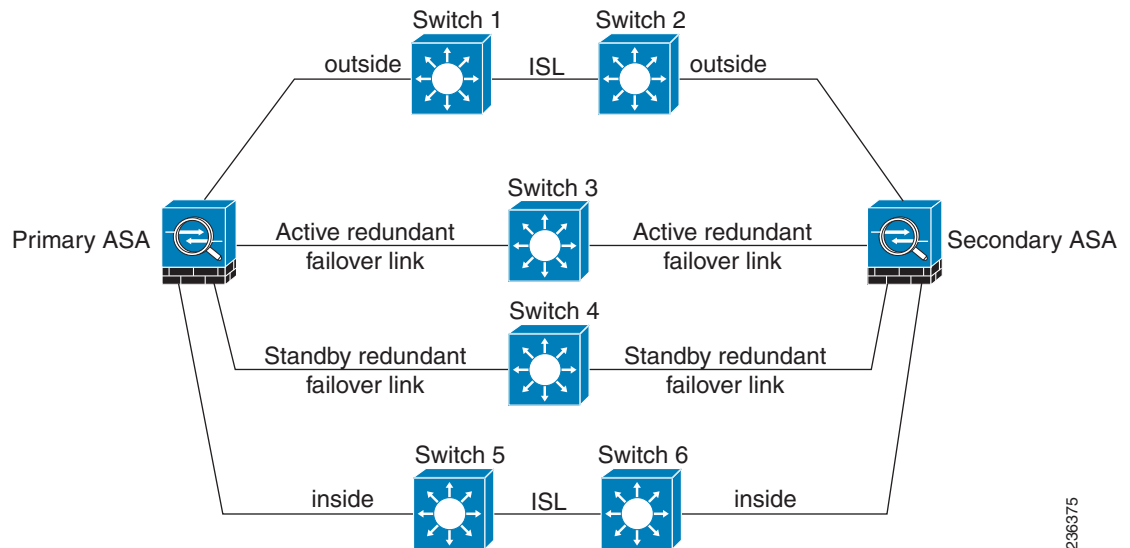 Switch 1
Switch 2
outside
ISL
outside
Switch 3
Primary ASA
Active redundant
failover link
Active redundant
failover link
Secondary ASA
Switch 4
Standby redundant
failover link
Standby redundant
failover link
Switch 5
Switch 6
inside
ISL
inside
236375